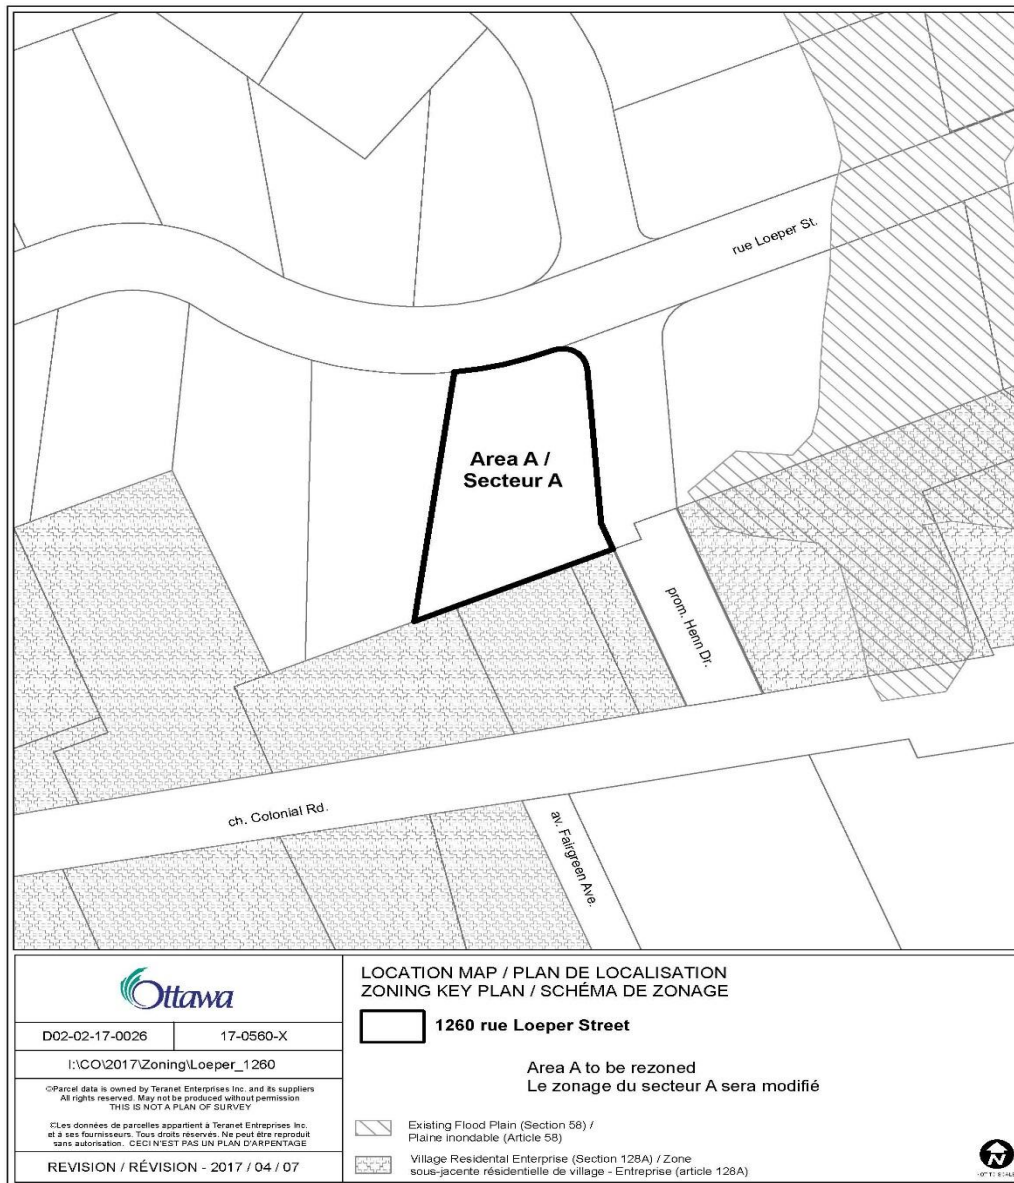 rue Loeper St.
Area A /
Secteur A
prom. Henn Dr.
ch. Colonial Rd.
av. Fairgreen Ave.
Ottawa
D02-02-17-0026
17-0560-X
I:\CO\2017\Zoning\Loeper_1260
©Parcel data is owned by Teranet Enterprises Inc. and its suppliers
All rights reserved. May not be produced without permission
THIS IS NOT A PLAN OF SURVEY
©Les données de parcelles appartient à Teranet Entreprises Inc.
et à ses fournisseurs. Tous droits réservés. Ne peut être reproduit
sans autorisation. CECI N'EST PAS UN PLAN D'ARPENTAGE
REVISION / RÉVISION - 2017 / 04 / 07
LOCATION MAP / PLAN DE LOCALISATION
ZONING KEY PLAN / SCHÉMA DE ZONAGE
1260 rue Loeper Street
Area A to be rezoned
Le zonage du secteur A sera modifié
Existing Flood Plain (Section 58) /
Plaine inondable (Article 58)
Village Residental Enterprise (Section 128A) / Zone
sous-jacente résidentielle de village - Entreprise (article 128A)
N
NOT TO SCALE